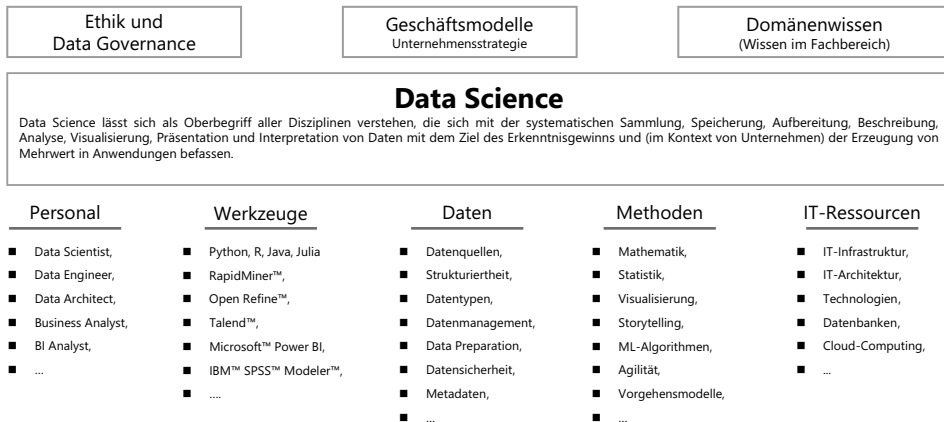 Ethik und
Data Governance
Geschäftsmodelle
Unternehmensstrategie
Domänenwissen
(Wissen im Fachbereich)
Data Science
Data Science lässt sich als Oberbegriff aller Disziplinen verstehen, die sich mit der systematischen Sammlung, Speicherung, Aufbereitung, Beschreibung,
Analyse, Visualisierung, Präsentation und Interpretation von Daten mit dem Ziel des Erkenntnisgewinns und (im Kontext von Unternehmen) der Erzeugung von
Mehrwert in Anwendungen befassen.
Personal
■ Data Scientist,
■ Data Engineer,
■ Data Architect,
■ Business Analyst,
■ BI Analyst,
■ ...
Werkzeuge
■ Python, R, Java, Julia
■ RapidMiner™,
■ Open Refine™,
■ Talend™,
■ Microsoft™ Power BI,
■ IBM™ SPSS™ Modeler™,
■ ....
Daten
■ Datenquellen,
■ Strukturiertheit,
■ Datentypen,
■ Datenmanagement,
■ Data Preparation,
■ Datensicherheit,
■ Metadaten,
■ ...
Methoden
■ Mathematik,
■ Statistik,
■ Visualisierung,
■ Storytelling,
■ ML-Algorithmen,
■ Agilität,
■ Vorgehensmodelle,
■ ...
IT-Ressourcen
■ IT-Infrastruktur,
■ IT-Architektur,
■ Technologien,
■ Datenbanken,
■ Cloud-Computing,
■ ...